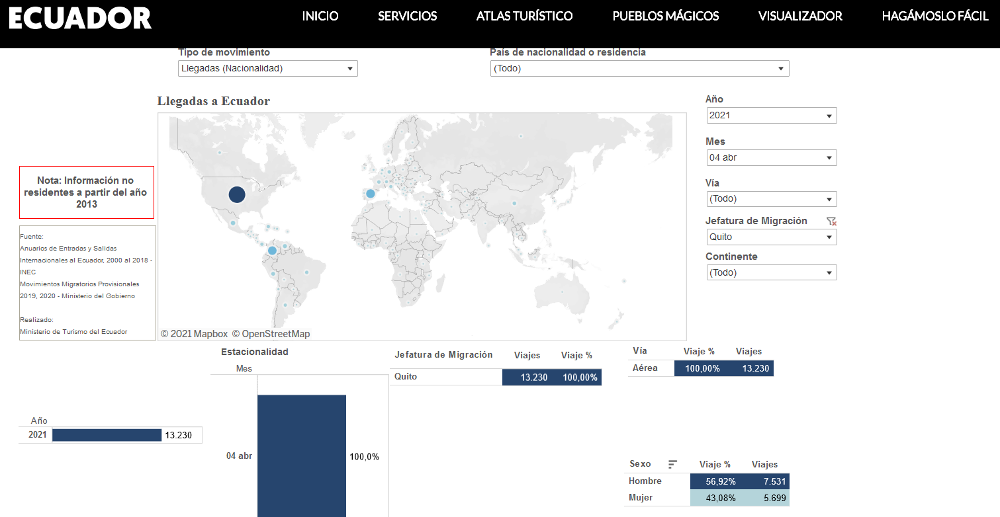 ECUADOR
INICIO
SERVICIOS
ATLAS TURÍSTICO
PUEBLOS MÁGICOS
VISUALIZADOR
HAGÁMOSLO FÁCIL
Tipo de movimiento
Llegadas (Nacionalidad)
País de nacionalidad o residencia
(Todo)
Llegadas a Ecuador
Año
2021
Mes
04 abr
Vía
(Todo)
Jefatura de Migración
Quito
Continente
(Todo)
Nota: Información no
residentes a partir del año
2013
Fuente:
Anuarios de Entradas y Salidas
Internacionales al Ecuador, 2000 al 2018 -
INEC
Movimientos Migratorios Provisionales
2019, 2020 - Ministerio del Gobierno
Realizado:
Ministerio de Turismo del Ecuador
© 2021 Mapbox © OpenStreetMap
Año
2021 13.230
Estacionalidad
Mes
04 abr 100,0%
Jefatura de Migración Viajes Viaje %
Quito 13.230 100,00%
Vía Viaje % Viajes
Aérea 100,00% 13.230
Sexo Viaje % Viajes
Hombre 56,92% 7.531
Mujer 43,08% 5.699